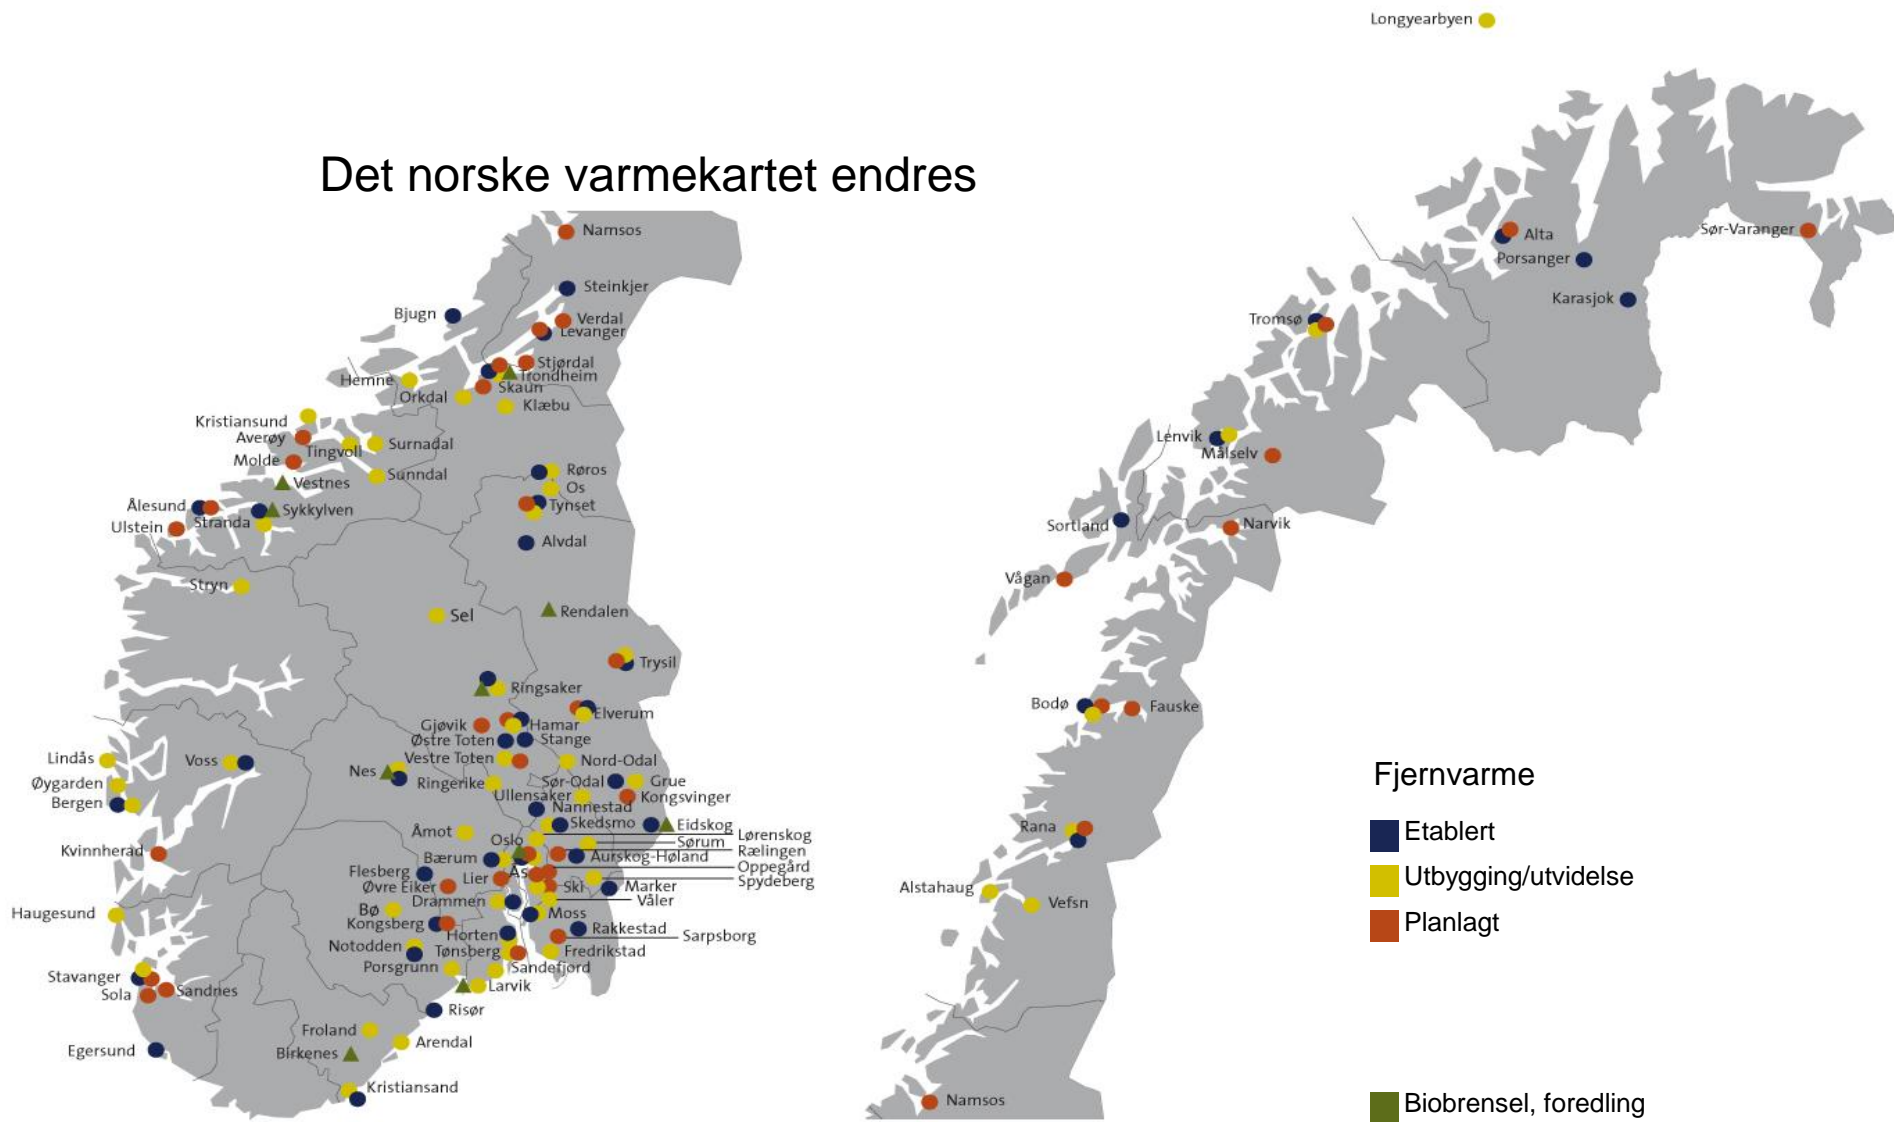 Longyearbyen
Det norske varmekartet endres
Namsos
Steinkjer
Bjugn
Verdal
Levanger
Stjørdal
Trondheim
Hemne
Skaun
Orkdal
Klæbu
Kristiansund
Averøy
Tingvoll
Surnadal
Molde
Sunndal
Røros
Vestnes
Os
Ålesund
Sykkylven
Tynset
Ulstein
Stranda
Alvdal
Stryn
Sel
Rendalen
Trysil
Ringsaker
Gjøvik
Hamar
Elverum
Østre Toten
Stange
Lindås
Voss
Vestre Toten
Nord-Odal
Nes
Ringerike
Sør-Odal
Grue
Øygarden
Ullensaker
Kongsvinger
Bergen
Nannestad
Skedsmo
Eidskog
Åmot
Oslo
Lørenskog
Sørum
Kvinnherad
Bærum
Aurskog-Høland
Rælingen
Flesberg
Lier
Ås
Oppegård
Øvre Eiker
Ski
Marker
Spydeberg
Drammen
Våler
Haugesund
Bø
Moss
Kongsberg
Horten
Rakkestad
Sarpsborg
Notodden
Tønsberg
Fredrikstad
Porsgrunn
Sandefjord
Stavanger
Sandnes
Sola
Larvik
Risør
Froland
Arendal
Egersund
Birkenes
Kristiansand
Alta
Sør-Varanger
Porsanger
Karasjok
Tromsø
Lenvik
Målselv
Sortland
Narvik
Vågan
Bodø
Fauske
Rana
Alstahaug
Vefsn
Namsos
Fjernvarme
Etablert
Utbygging/utvidelse
Planlagt
Biobrensel, foredling